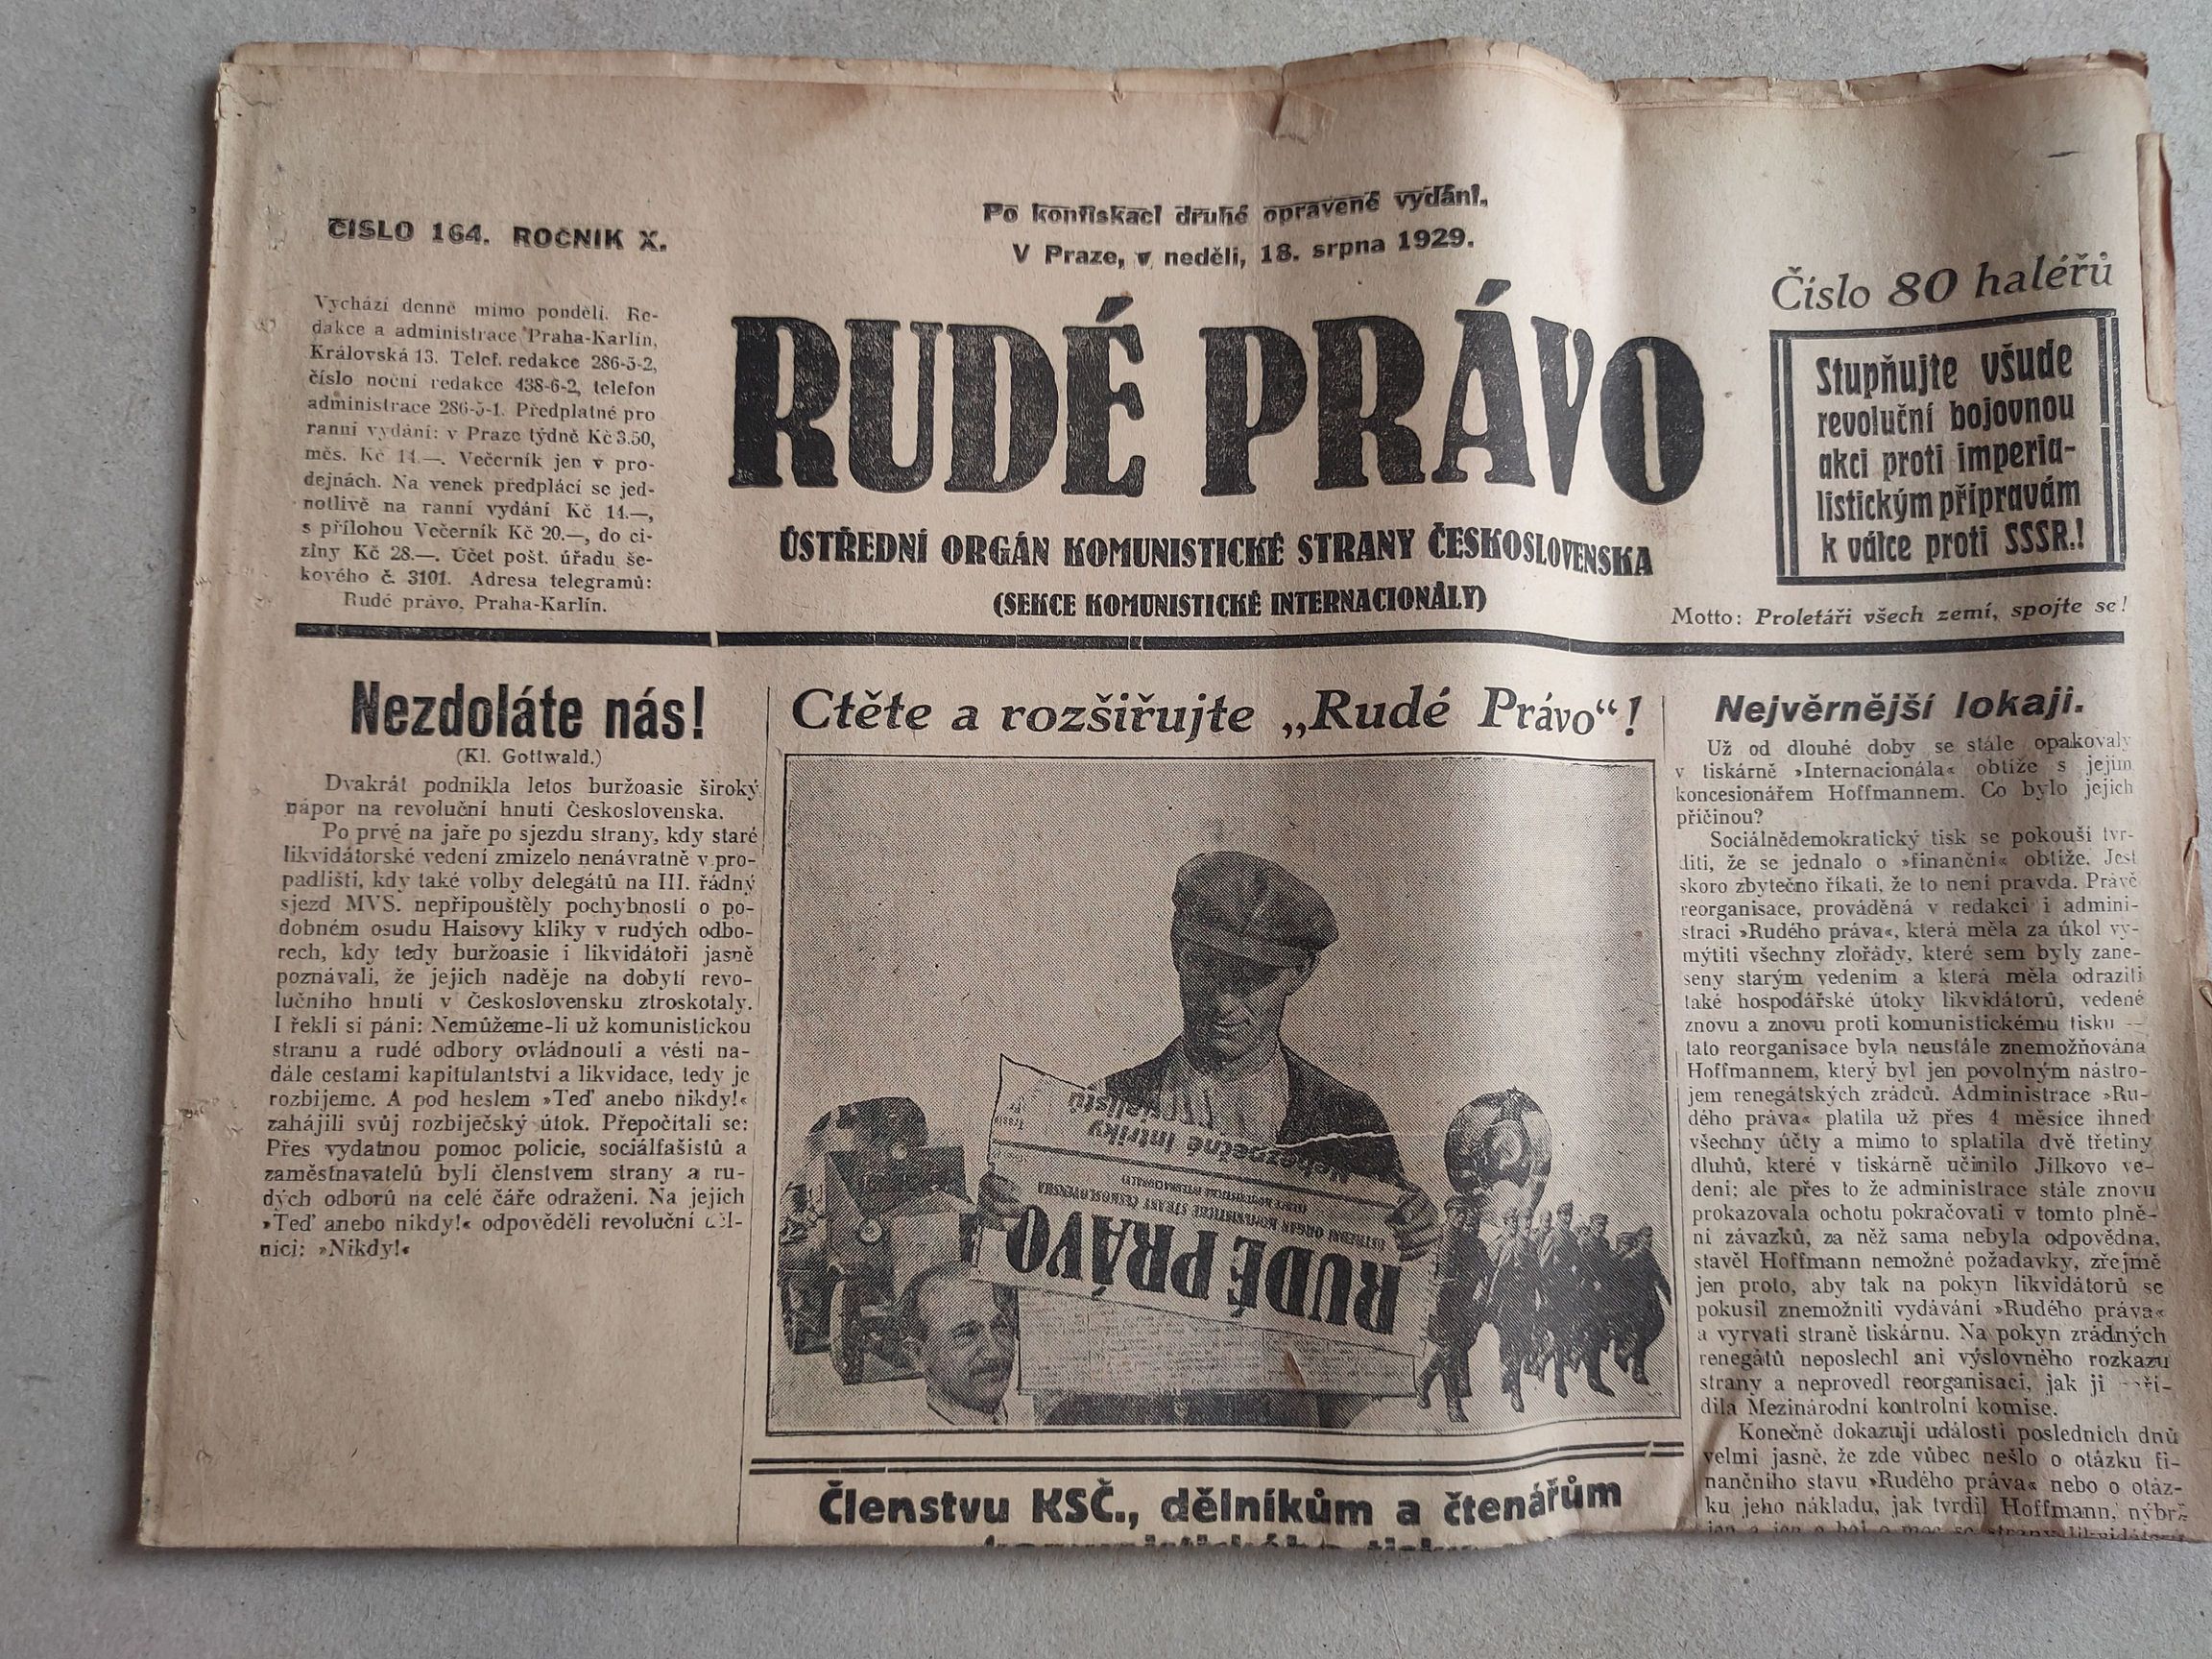 ČÍSLO 164. ROČNÍK X.
Po konfiskaci druhé opravené vydání.
V Praze, v neděli, 18. srpna 1929.
Vychází denně mimo pondělí. Re-
dakce a administrace Praha-Karlín,
Královská 13. Telef. redakce 286-5-2,
číslo noční redakce 438-6-2, telefon
administrace 286-5-1. Předplatné pro
ranní vydání: v Praze týdně Kč 3.50,
měs. Kč 14.—. Večerník jen v pro-
dejnách. Na venek předplácí se jed-
notlivě na ranní vydání Kč 14.—,
s přílohou Večerník Kč 20.—, do ci-
ziny Kč 28.—. Účet pošt. úřadu še-
kového č. 3101. Adresa telegramů:
Rudé právo, Praha-Karlín.
RUDÉ PRÁVO
ÚSTŘEDNÍ ORGÁN KOMUNISTICKÉ STRANY ČESKOSLOVENSKA
(SEKCE KOMUNISTICKÉ INTERNACIONÁLY)
Číslo 80 haléřů
Stupňujte všude
revoluční bojovnou
akci proti imperia-
listickým přípravám
k válce proti SSSR.!
Motto: Proletáři všech zemí, spojte se!
Nezdoláte nás!
(Kl. Gottwald.)
Dvakrát podnikla letos buržoasie široký
nápor na revoluční hnutí Československa.
Po prvé na jaře po sjezdu strany, kdy staré
likvidátorské vedení zmizelo nenávratně v pro-
padlišti, kdy také volby delegátů na III. řádný
sjezd MVS. nepřipouštěly pochybnosti o po-
dobném osudu Haisovy kliky v rudých odbo-
rech, kdy tedy buržoasie i likvidátoři jasně
poznávali, že jejich naděje na dobytí revo-
lučního hnutí v Československu ztroskotaly.
I řekli si páni: Nemůžeme-li už komunistickou
stranu a rudé odbory ovládnouti a vésti na-
dále cestami kapitulantství a likvidace, tedy je
rozbijeme. A pod heslem »Teď anebo nikdy!«
zahájili svůj rozbíječský útok. Přepočítali se:
Přes vydatnou pomoc policie, sociálfašistů a
zaměstnavatelů byli členstvem strany a ru-
dých odborů na celé čáře odraženi. Na jejich
»Teď anebo nikdy!« odpověděli revoluční děl-
níci: »Nikdy!«
Čtěte a rozšiřujte „Rudé Právo“!
Nebezpečné intriky
RUDÉ PRÁVO
ÚSTŘEDNÍ ORGÁN KOMUNISTICKÉ STRANY ČESKOSLOVENSKA
Členstvu KSČ., dělníkům a čtenářům
komunistického tisku
Nejvěrnější lokaji.
Už od dlouhé doby se stále opakovaly
v tiskárně »Internacionála« obtíže s jejím
koncesionářem Hoffmannem. Co bylo jejich
příčinou?
Sociálnědemokratický tisk se pokouší tvr-
diti, že se jednalo o »finanční« obtíže. Jest
skoro zbytečno říkati, že to není pravda. Právě
reorganisace, prováděná v redakci i admini-
straci »Rudého práva«, která měla za úkol vy-
mýtiti všechny zlořády, které sem byly zane-
seny starým vedením a která měla odraziti
také hospodářské útoky likvidátorů, vedené
znovu a znovu proti komunistickému tisku —
tato reorganisace byla neustále znemožňována
Hoffmannem, který byl jen povolným nástro-
jem renegátských zrádců. Administrace »Ru-
dého práva« platila už přes 4 měsíce ihned
všechny účty a mimo to splatila dvě třetiny
dluhů, které v tiskárně učinilo Jílkovo ve-
dení; ale přes to že administrace stále znovu
prokazovala ochotu pokračovati v tomto plně-
ní závazků, za něž sama nebyla odpovědna,
stavěl Hoffmann nemožné požadavky, zřejmě
jen proto, aby tak na pokyn likvidátorů se
pokusil znemožniti vydávání »Rudého práva«
a vyrvati straně tiskárnu. Na pokyn zrádných
renegátů neposlechl ani výslovného rozkazu
strany a neprovedl reorganisaci, jak ji naří-
dila Mezinárodní kontrolní komise.
Konečně dokazují události posledních dnů
velmi jasně, že zde vůbec nešlo o otázku fi-
nančního stavu »Rudého práva« nebo o otáz-
ku jeho nákladu, jak tvrdil Hoffmann, nýbrž
jen a jen o boj o moc se strany likvidátorů